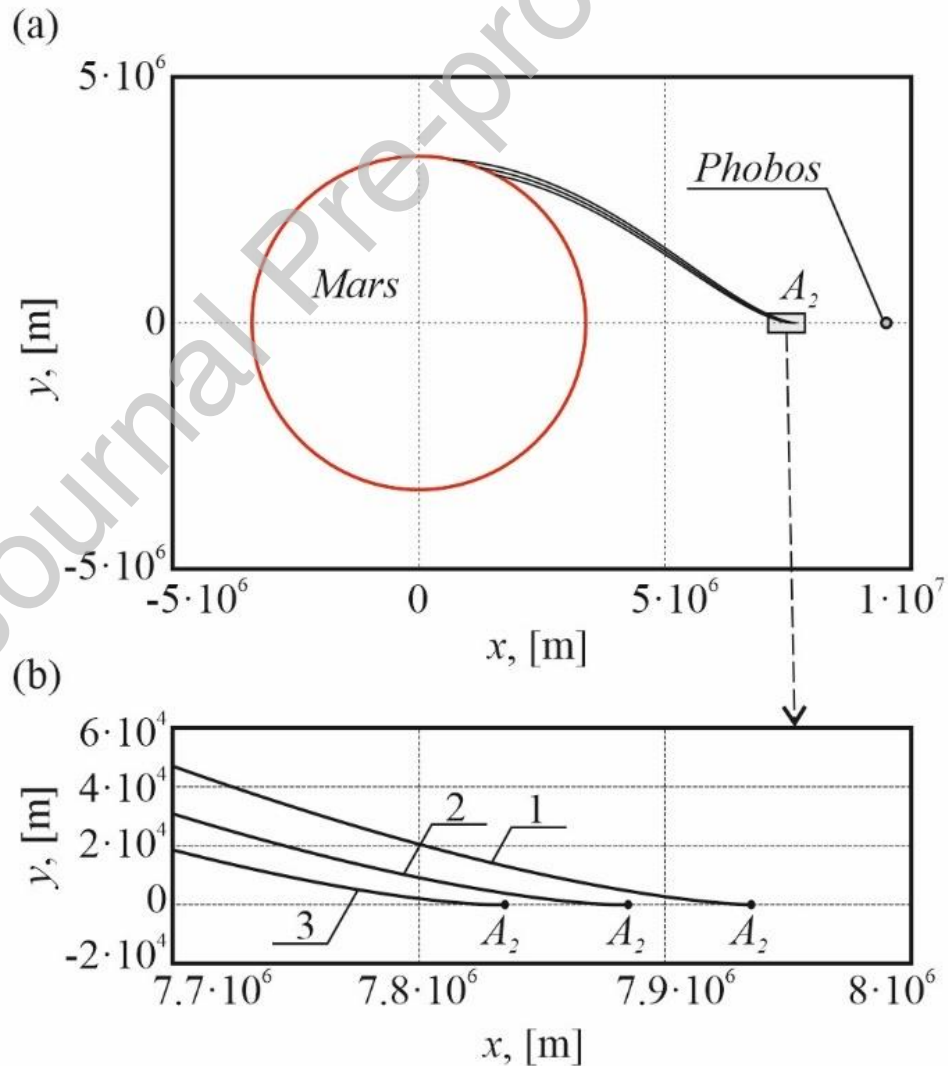 (a)
5·10⁶
Phobos
Mars
A₂
0
y, [m]
-5·10⁶
-5·10⁶ 0 5·10⁶ 1·10⁷
x, [m]
(b)
6·10⁴
4·10⁴
2·10⁴
0
-2·10⁴
y, [m]
2 1
3
A₂ A₂ A₂
7.7·10⁶ 7.8·10⁶ 7.9·10⁶ 8·10⁶
x, [m]
Journal Pre-pro